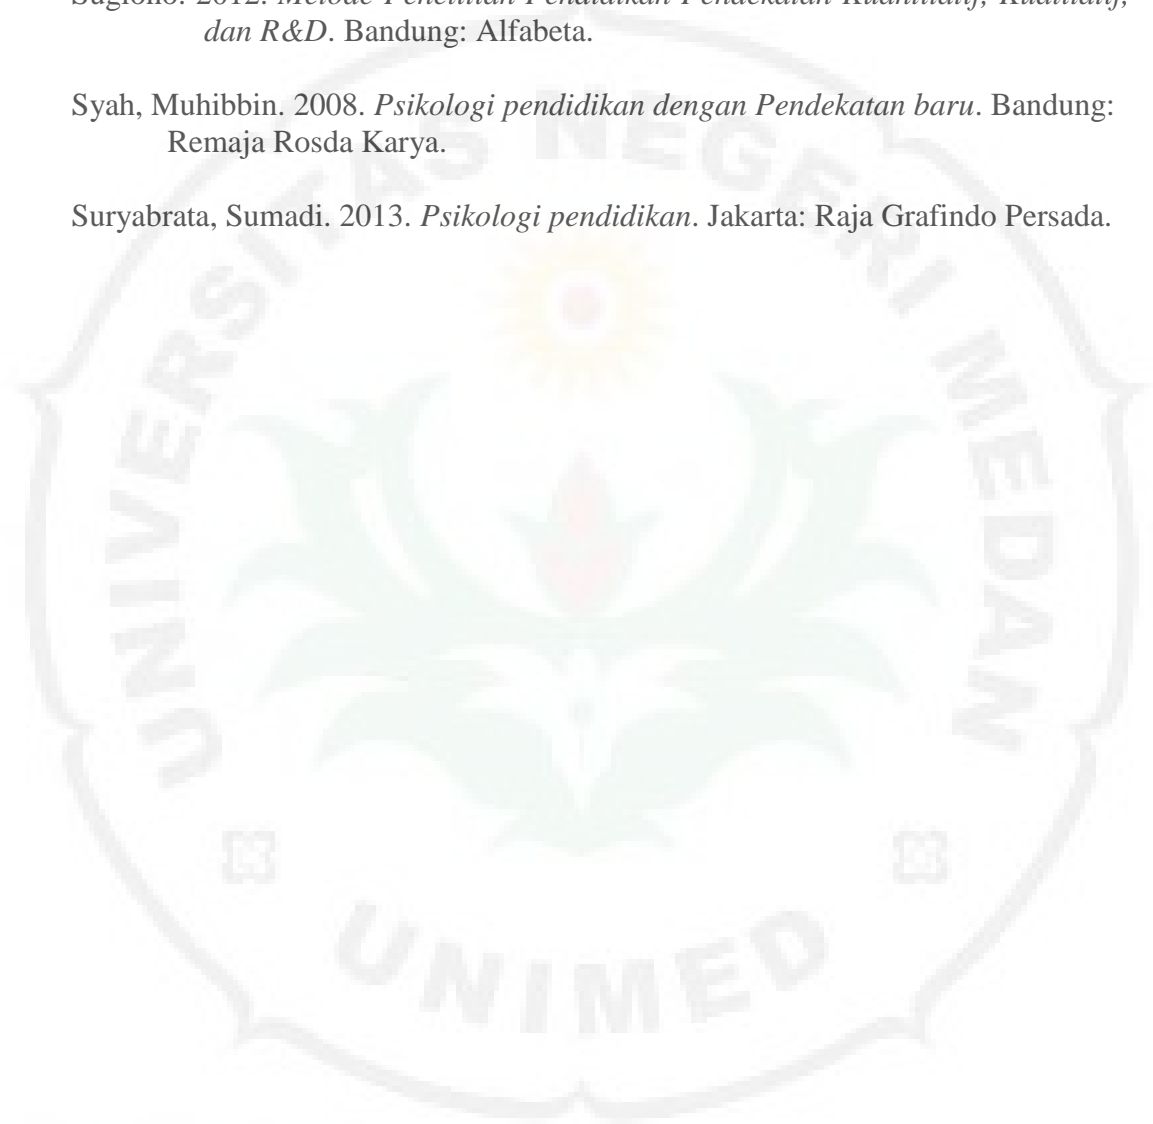 Sugiono. 2012. Metode Penelitian Pendidikan Pendekatan Kuantitatif, Kualitatif,
dan R&D. Bandung: Alfabeta.
Syah, Muhibbin. 2008. Psikologi pendidikan dengan Pendekatan baru. Bandung:
Remaja Rosda Karya.
Suryabrata, Sumadi. 2013. Psikologi pendidikan. Jakarta: Raja Grafindo Persada.
UNIVERSITAS NEGERI MEDAN
UNIMED